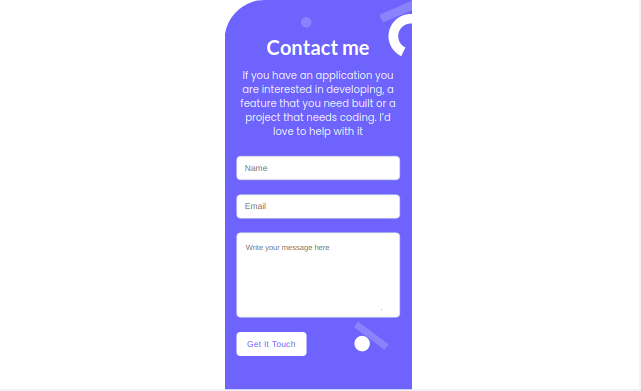 Contact me
If you have an application you
are interested in developing, a
feature that you need built or a
project that needs coding. I'd
love to help with it
Name
Email
Write your message here
Get It Touch